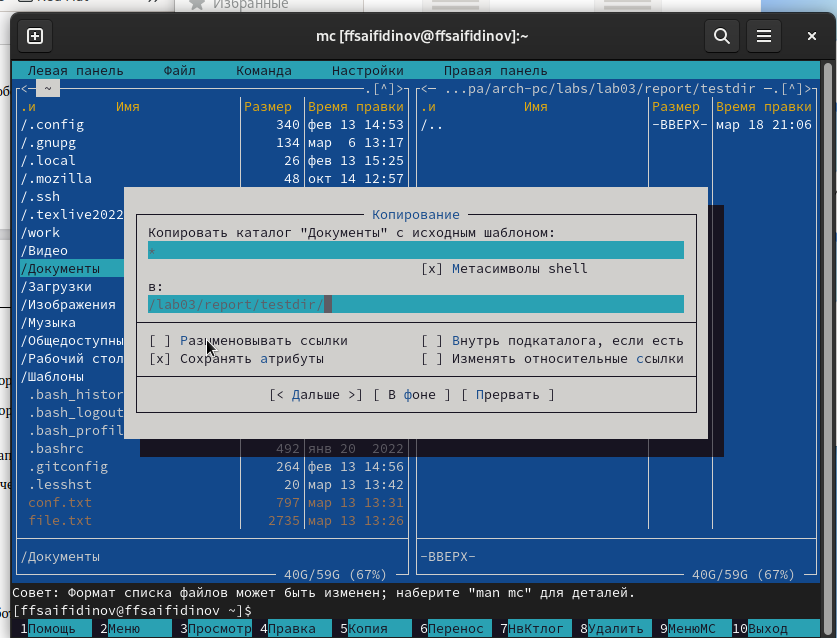 Избранные
mc [ffsaifidinov@ffsaifidinov]:~
Левая панель Файл Команда Настройки Правая панель
<─ ~ .[^]> <─ ...pa/arch-pc/labs/lab03/report/testdir ─.[^]>
.и Имя Размер Время правки .и Имя Размер Время правки
/.config 340 фев 13 14:53 /.. -ВВЕРХ- мар 18 21:06
/.gnupg 134 мар 6 13:17
/.local 26 фев 13 15:25
/.mozilla 48 окт 14 12:57
/.ssh
/.texlive2022
/work
/Видео
/Документы
/Загрузки
/Изображения
/Музыка
/Общедоступны
/Рабочий стол
/Шаблоны
.bash_histor
.bash_logout
.bash_profil
.bashrc 492 янв 20 2022
.gitconfig 264 фев 13 14:56
.lesshst 20 мар 13 13:42
conf.txt 797 мар 13 13:31
file.txt 2735 мар 13 13:26
Копирование
Копировать каталог "Документы" с исходным шаблоном:
*
[x] Метасимволы shell
в:
/lab03/report/testdir/
[ ] Разыменовывать ссылки [ ] Внутрь подкаталога, если есть
[x] Сохранять атрибуты [ ] Изменять относительные ссылки
[< Дальше >] [ В фоне ] [ Прервать ]
/Документы -ВВЕРХ-
40G/59G (67%) 40G/59G (67%)
Совет: Формат списка файлов может быть изменен; наберите "man mc" для деталей.
[ffsaifidinov@ffsaifidinov ~]$
1Помощь 2Меню 3Просмотр 4Правка 5Копия 6Перенос 7НвКтлог 8Удалить 9МенюMC 10Выход